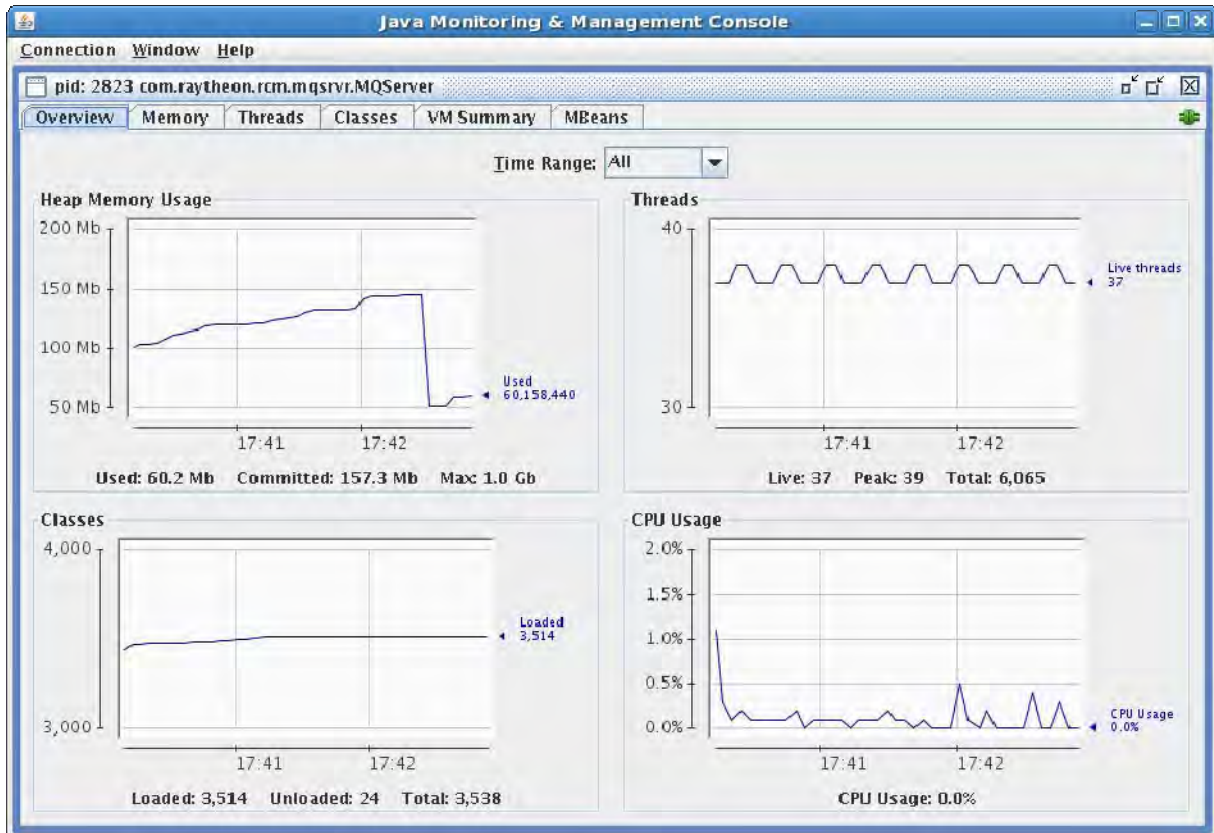 Java Monitoring & Management Console
Connection Window Help
pid: 2823 com.raytheon.rcm.mqsrvr.MQServer
Overview Memory Threads Classes VM Summary MBeans
Time Range: All
Heap Memory Usage
200 Mb
150 Mb
100 Mb
50 Mb
Used
60,158,440
17:41 17:42
Used: 60.2 Mb Committed: 157.3 Mb Max: 1.0 Gb
Threads
40
30
Live threads
37
17:41 17:42
Live: 37 Peak: 39 Total: 6,065
Classes
4,000
3,000
Loaded
3,514
17:41 17:42
Loaded: 3,514 Unloaded: 24 Total: 3,538
CPU Usage
2.0%
1.5%
1.0%
0.5%
0.0%
CPU Usage
0.0%
17:41 17:42
CPU Usage: 0.0%